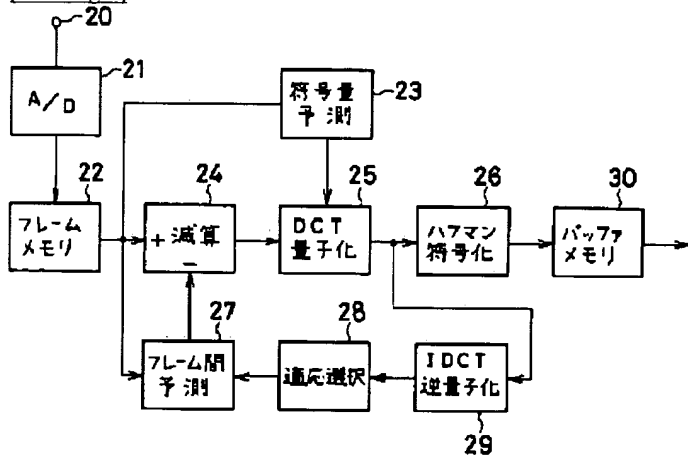 20
21
A/D
符号量
予測
23
22
フレーム
メモリ
24
+ 減算
−
25
DCT
量子化
26
ハフマン
符号化
30
バッファ
メモリ
27
フレーム間
予測
28
適応選択
IDCT
逆量子化
29